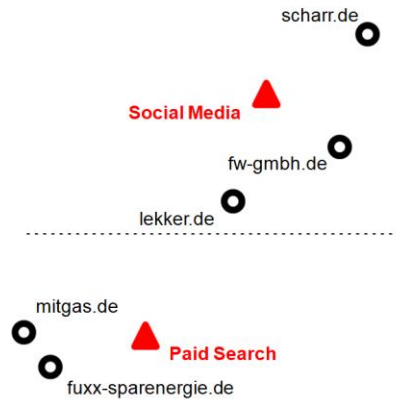 scharr.de
Social Media
fw-gmbh.de
lekker.de
mitgas.de
Paid Search
fuxx-sparenergie.de